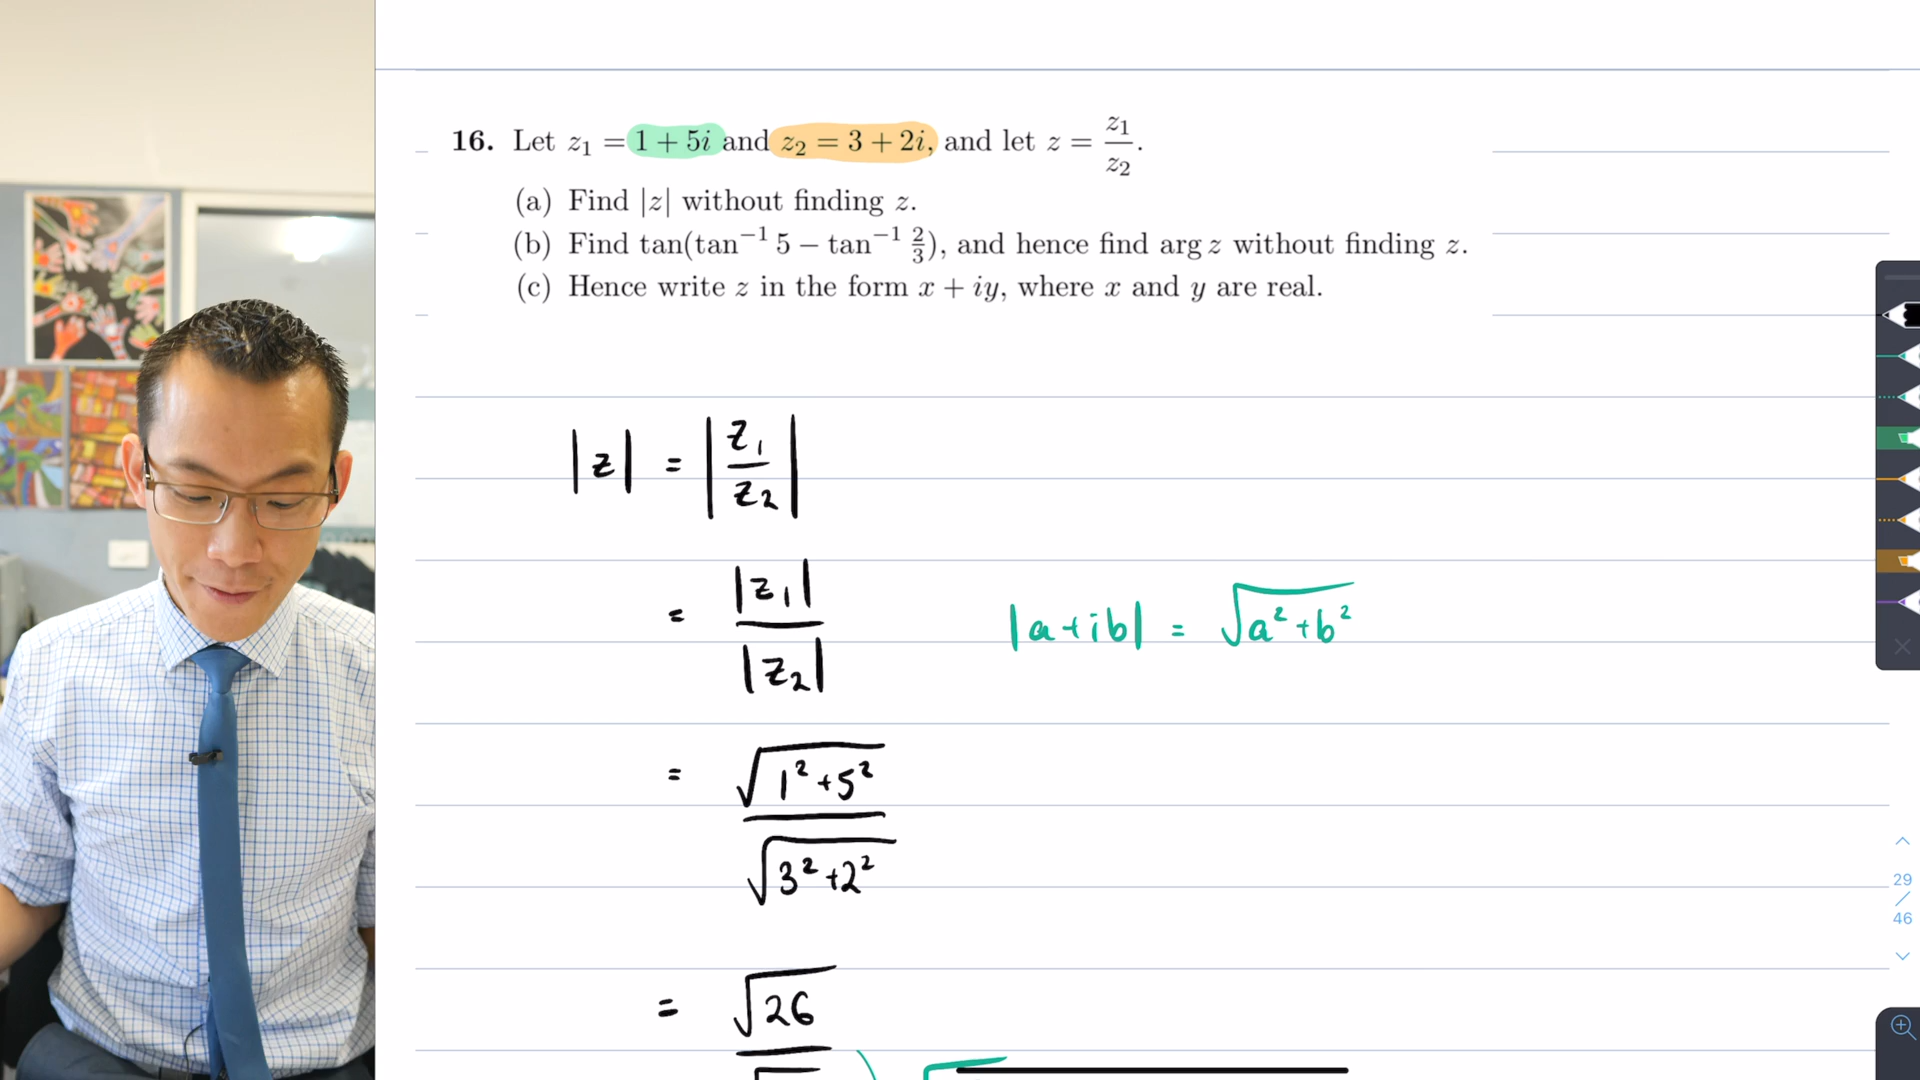 16. Let z₁ = 1 + 5i and z₂ = 3 + 2i, and let z = z₁/z₂.
(a) Find |z| without finding z.
(b) Find tan(tan⁻¹ 5 − tan⁻¹ 2/3), and hence find arg z without finding z.
(c) Hence write z in the form x + iy, where x and y are real.
|z| = |z₁/z₂|
= |z₁|/|z₂|
|a+ib| = √(a²+b²)
= √(1²+5²)/√(3²+2²)
= √26
29
/
46